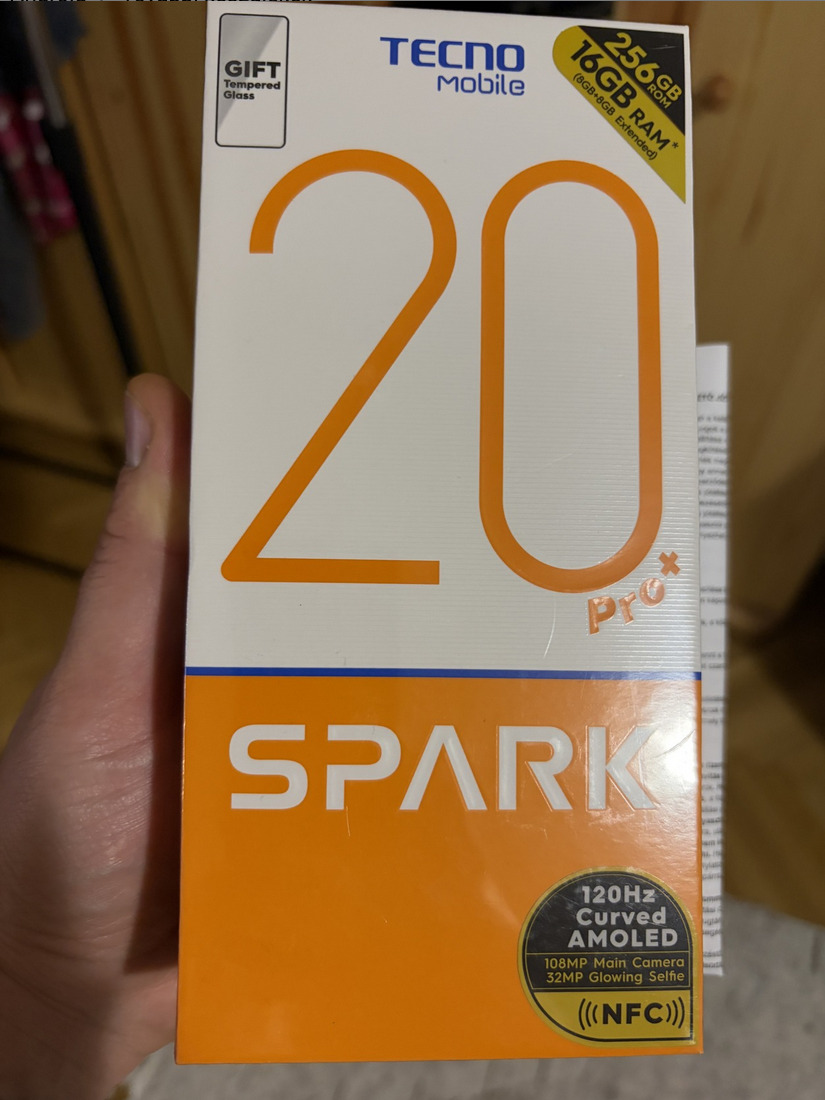 GIFT
Tempered
Glass
TECNO
mobile
256GB
ROM
16GB RAM*
(8GB+8GB Extended)
20
Pro+
SPARK
120Hz
Curved
AMOLED
108MP Main Camera
32MP Glowing Selfie
(((NFC)))